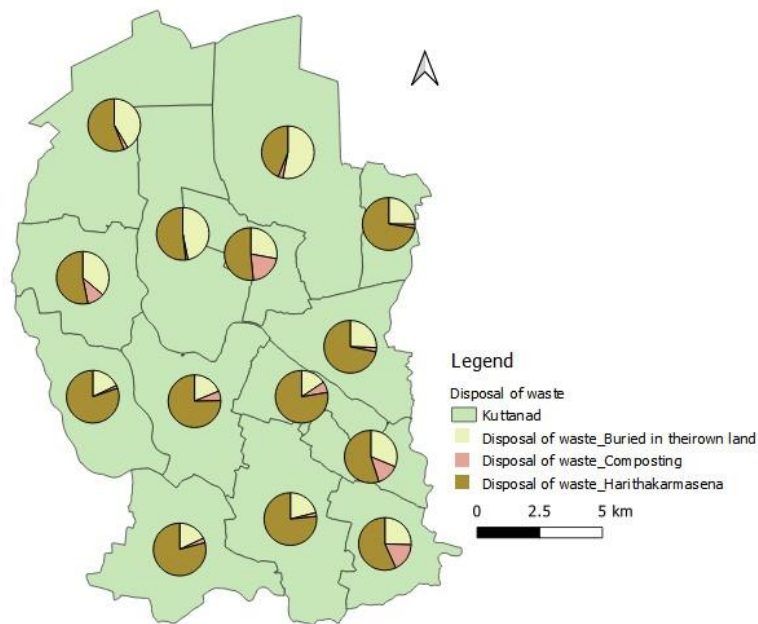 Legend
Disposal of waste
Kuttanad
Disposal of waste_Buried in theirown land
Disposal of waste_Composting
Disposal of waste_Harithakarmasena
0 2.5 5 km